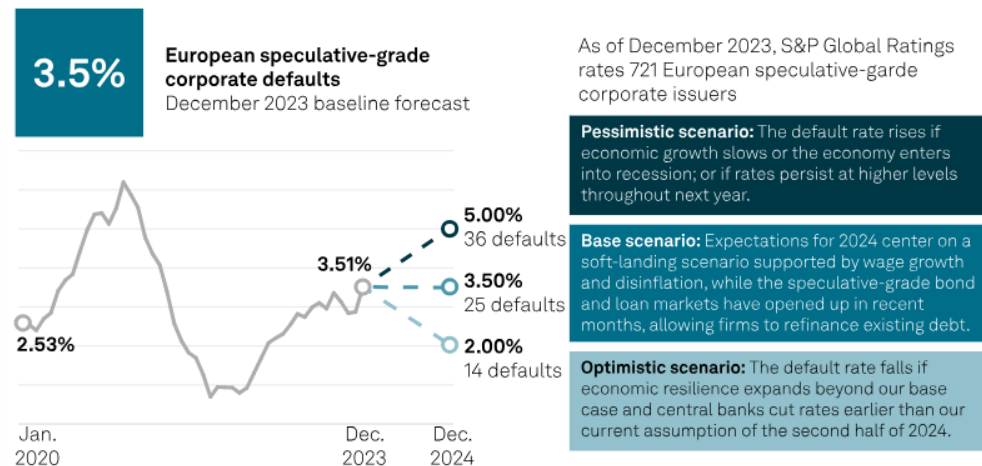 3.5%
European speculative-grade
corporate defaults
December 2023 baseline forecast
2.53%
3.51%
5.00%
36 defaults
3.50%
25 defaults
2.00%
14 defaults
Jan.
2020
Dec.
2023
Dec.
2024
As of December 2023, S&P Global Ratings
rates 721 European speculative-garde
corporate issuers
Pessimistic scenario: The default rate rises if
economic growth slows or the economy enters
into recession; or if rates persist at higher levels
throughout next year.
Base scenario: Expectations for 2024 center on a
soft-landing scenario supported by wage growth
and disinflation, while the speculative-grade bond
and loan markets have opened up in recent
months, allowing firms to refinance existing debt.
Optimistic scenario: The default rate falls if
economic resilience expands beyond our base
case and central banks cut rates earlier than our
current assumption of the second half of 2024.